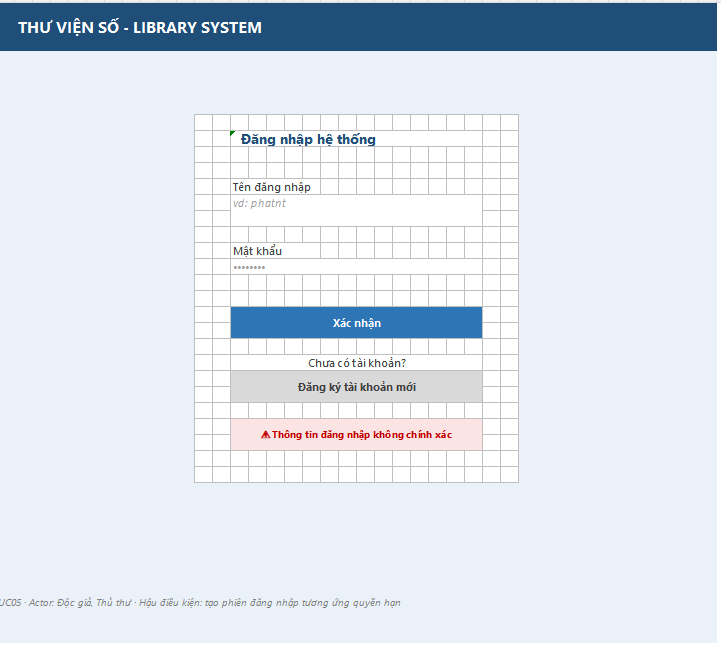 THƯ VIỆN SỐ - LIBRARY SYSTEM
Đăng nhập hệ thống
Tên đăng nhập
vd: phatnt
Mật khẩu
••••••••
Xác nhận
Chưa có tài khoản?
Đăng ký tài khoản mới
⚠ Thông tin đăng nhập không chính xác
UC05 · Actor: Độc giả, Thủ thư · Hậu điều kiện: tạo phiên đăng nhập tương ứng quyền hạn